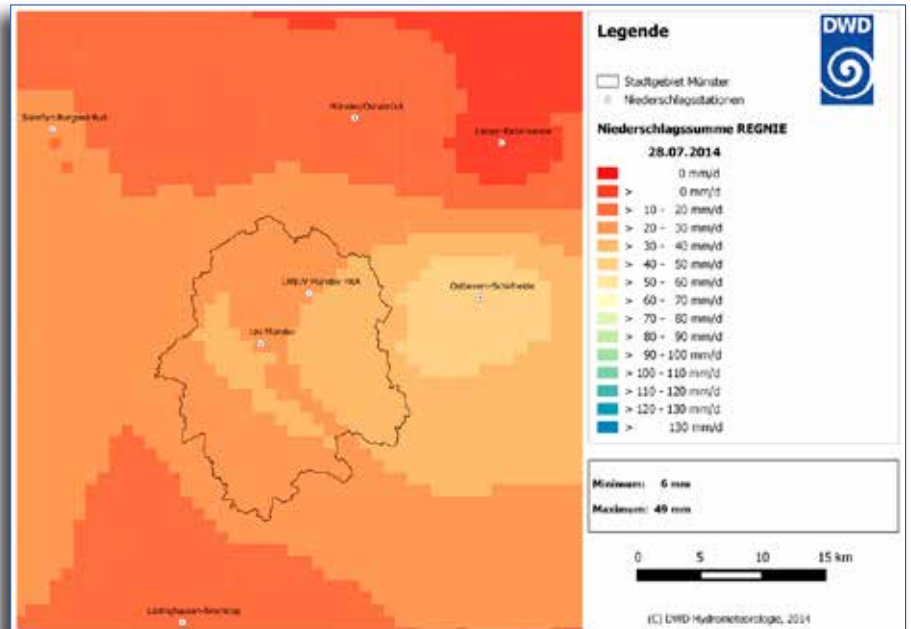 Legende
DWD
Stadtgebiet Münster
Niederschlagsstationen
Niederschlagssumme REGNIE
28.07.2014
0 mm/d
> 0 mm/d
> 10 - 20 mm/d
> 20 - 30 mm/d
> 30 - 40 mm/d
> 40 - 50 mm/d
> 50 - 60 mm/d
> 60 - 70 mm/d
> 70 - 80 mm/d
> 80 - 90 mm/d
> 90 - 100 mm/d
> 100 - 110 mm/d
> 110 - 120 mm/d
> 120 - 130 mm/d
> 130 mm/d
Minimum: 6 mm
Maximum: 49 mm
0 5 10 15 km
(C) DWD Hydrometeorologie, 2014
Münster/Osnabrück
Uni Münster